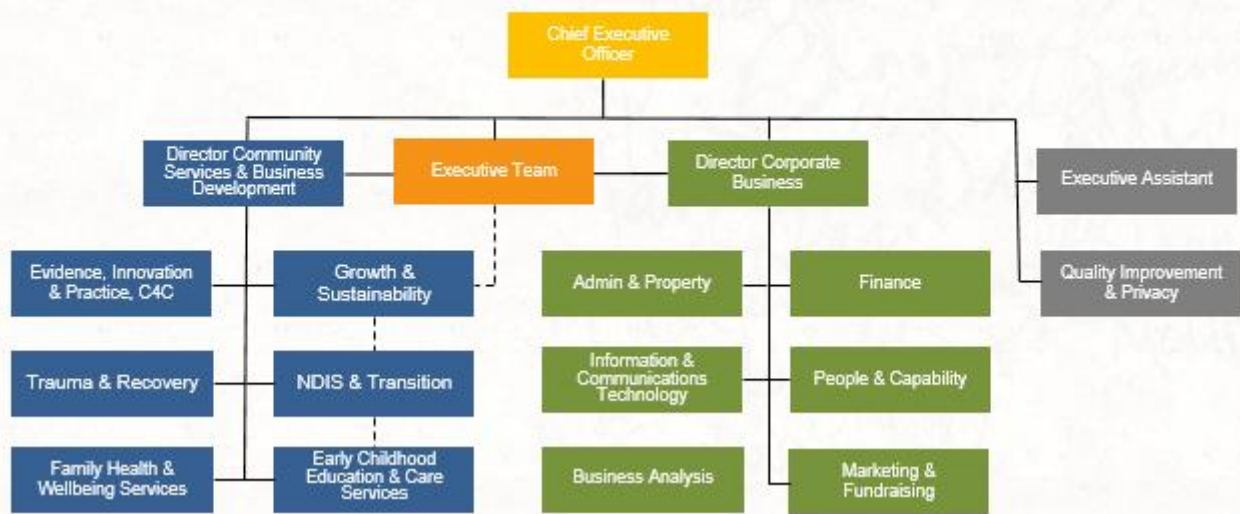 Chief Executive
Officer
Director Community
Services & Business
Development
Executive Team
Director Corporate
Business
Executive Assistant
Evidence, Innovation
& Practice, C4C
Growth &
Sustainability
Admin & Property
Finance
Quality Improvement
& Privacy
Trauma & Recovery
NDIS & Transition
Information &
Communications
Technology
People & Capability
Family Health &
Wellbeing Services
Early Childhood
Education & Care
Services
Business Analysis
Marketing &
Fundraising